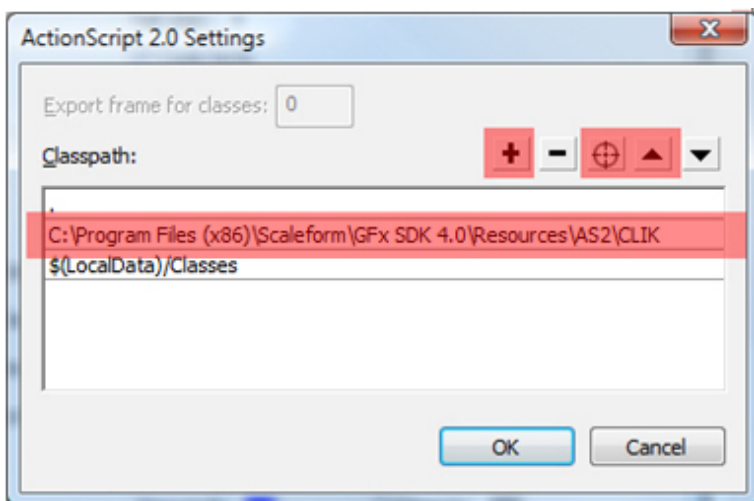 ActionScript 2.0 Settings
Export frame for classes: 0
Classpath:
.
C:\Program Files (x86)\Scaleform\GFx SDK 4.0\Resources\AS2\CLIK
$(LocalData)/Classes
OK Cancel